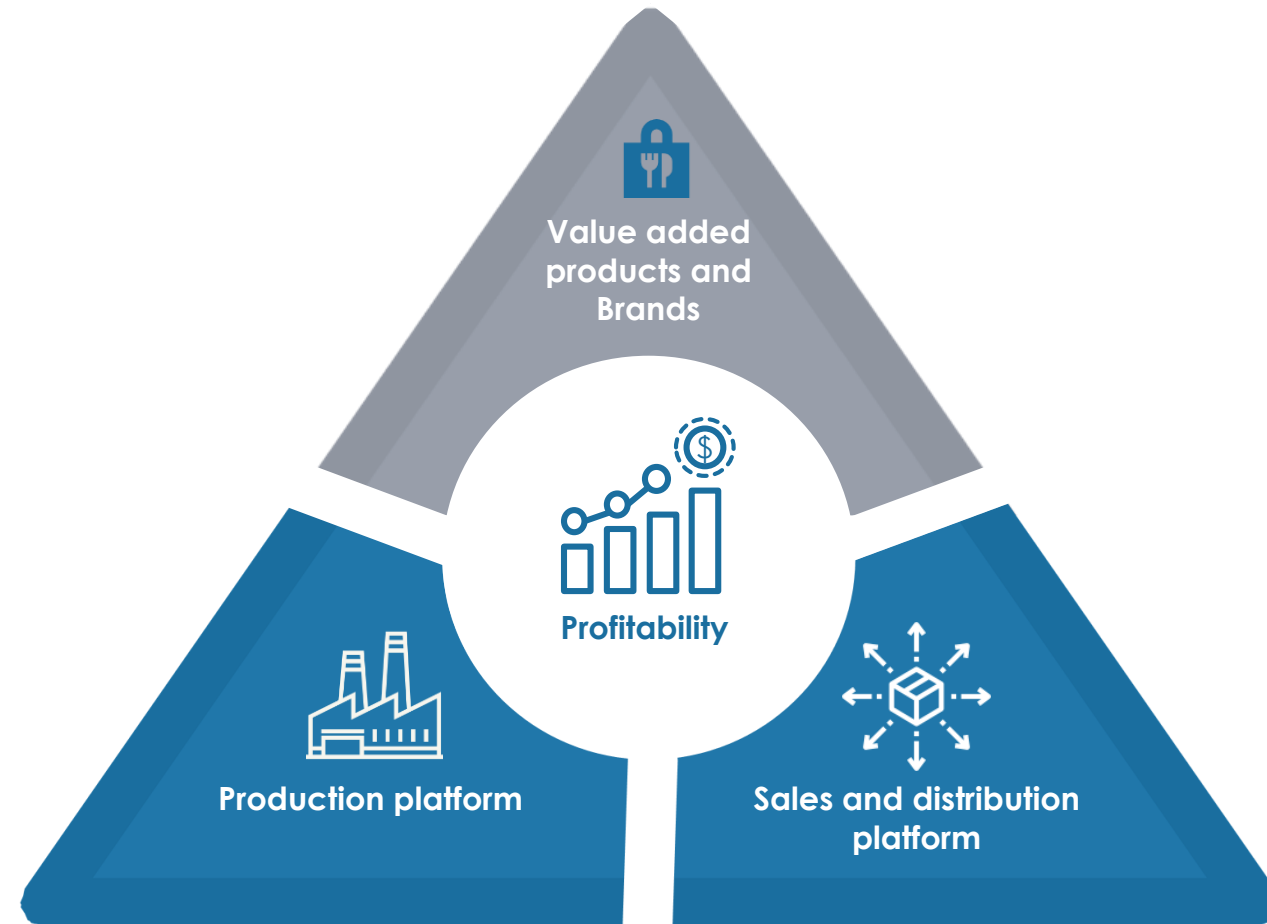 Value added
products and
Brands
$
Profitability
Production platform
Sales and distribution
platform